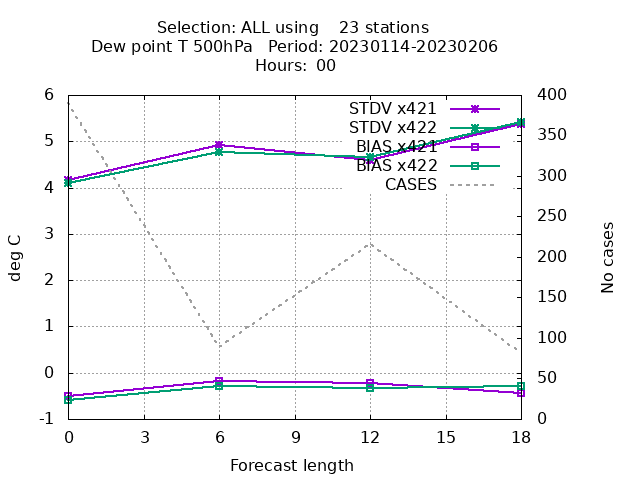 Selection: ALL using    23 stations
Dew point T 500hPa   Period: 20230114-20230206
Hours: 00
STDV x421
STDV x422
BIAS x421
BIAS x422
CASES
6
5
4
3
2
1
0
-1
400
350
300
250
200
150
100
50
0
deg C
No cases
0 3 6 9 12 15 18
Forecast length